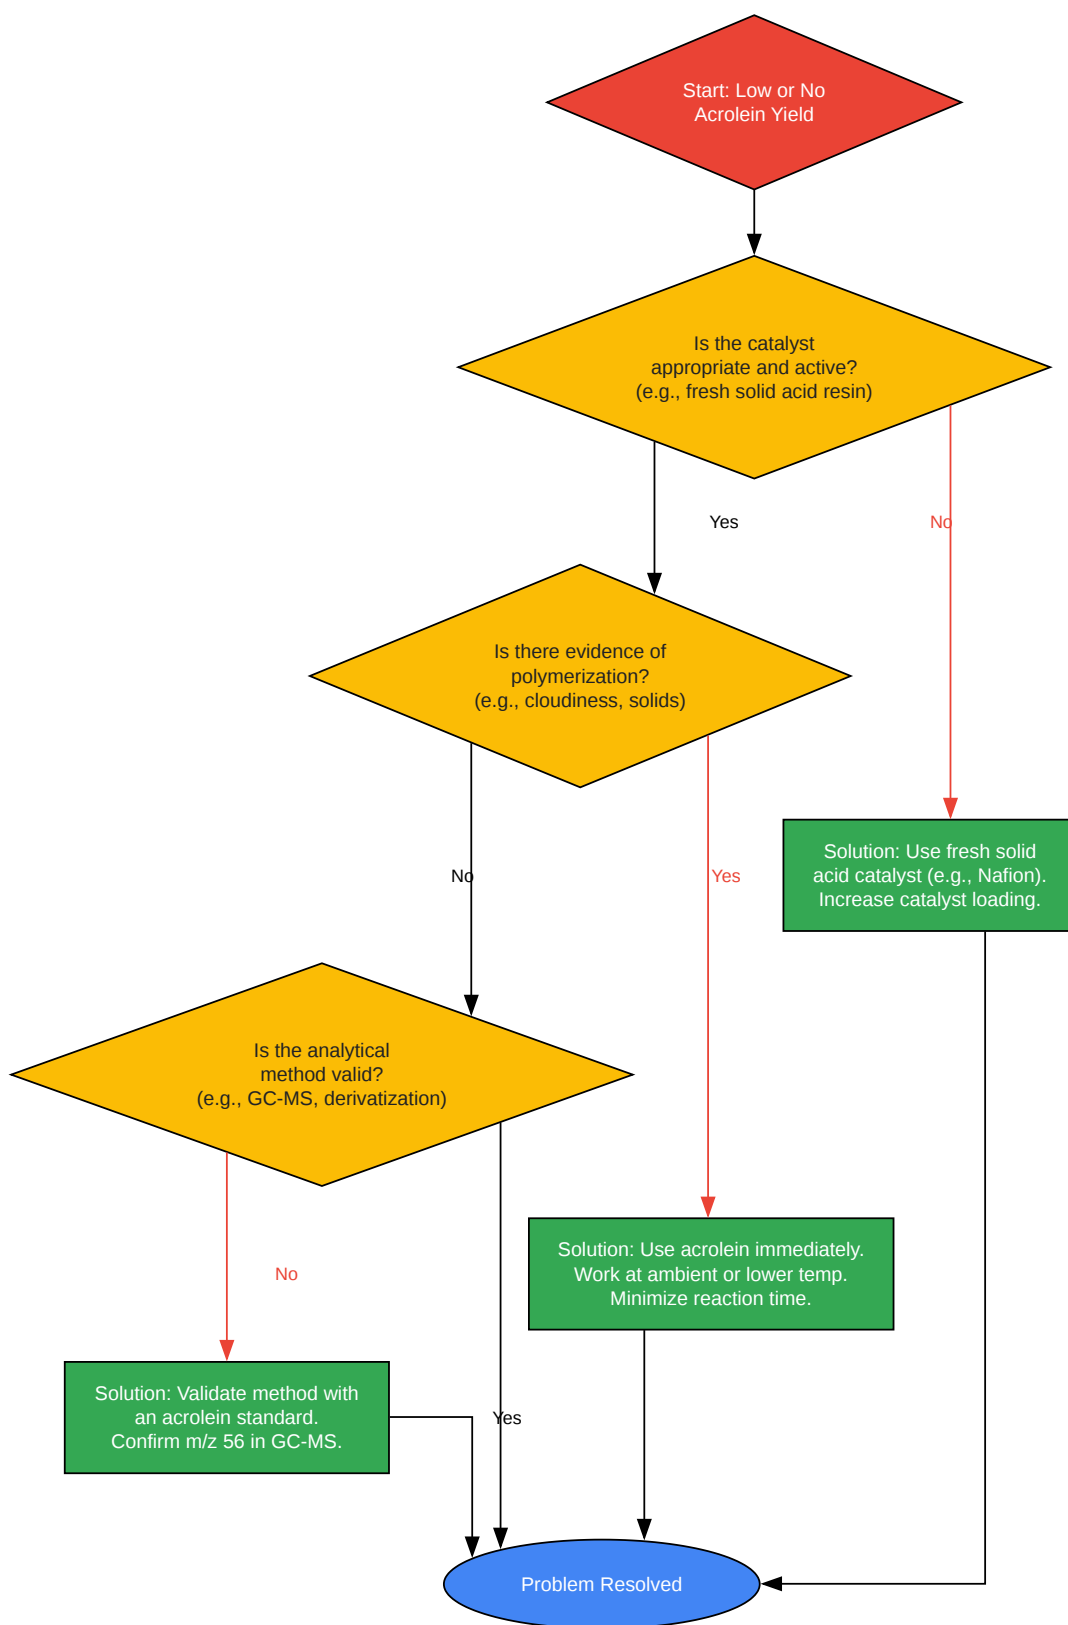 Start: Low or No
Acrolein Yield
Is the catalyst
appropriate and active?
(e.g., fresh solid acid resin)
Yes
No
Is there evidence of
polymerization?
(e.g., cloudiness, solids)
No
Yes
Solution: Use fresh solid
acid catalyst (e.g., Nafion).
Increase catalyst loading.
Is the analytical
method valid?
(e.g., GC-MS, derivatization)
No
Solution: Use acrolein immediately.
Work at ambient or lower temp.
Minimize reaction time.
Solution: Validate method with
an acrolein standard.
Confirm m/z 56 in GC-MS.
Yes
Problem Resolved